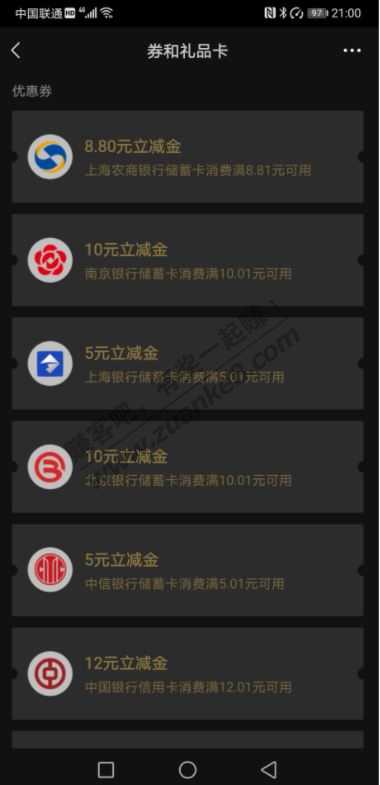 中国联通 HD 4G 97 21:00
券和礼品卡
优惠券
8.80元立减金
上海农商银行储蓄卡消费满8.81元可用
10元立减金
南京银行储蓄卡消费满10.01元可用
5元立减金
上海银行储蓄卡消费满5.01元可用
10元立减金
北京银行储蓄卡消费满10.01元可用
5元立减金
中信银行储蓄卡消费满5.01元可用
12元立减金
中国银行信用卡消费满12.01元可用
赚客吧，有奖一起赚！
www.zuanke8.com